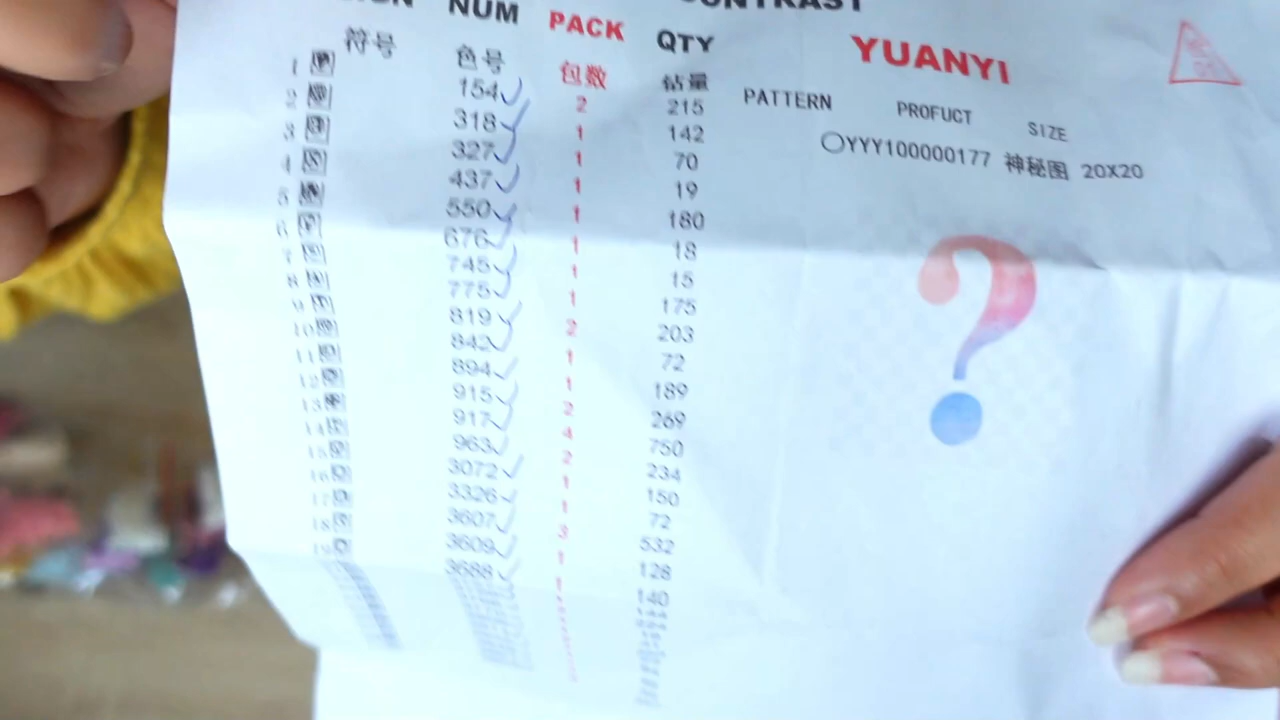 NUM PACK QTY
符号 色号 包数 钻量
YUANYI
PATTERN PROFUCT SIZE
○YYY100000177 神秘图 20X20
1 154 2 215
2 318 1 142
3 327 1 70
4 437 1 19
5 550 1 180
6 676 1 18
7 745 1 15
8 775 1 175
9 819 2 203
10 842 1 72
11 894 1 189
12 915 2 269
13 917 4 750
14 963 2 234
15 3072 1 150
16 3326 1 72
17 3607 3 532
18 3609 1 128
19 3688 1 140
?